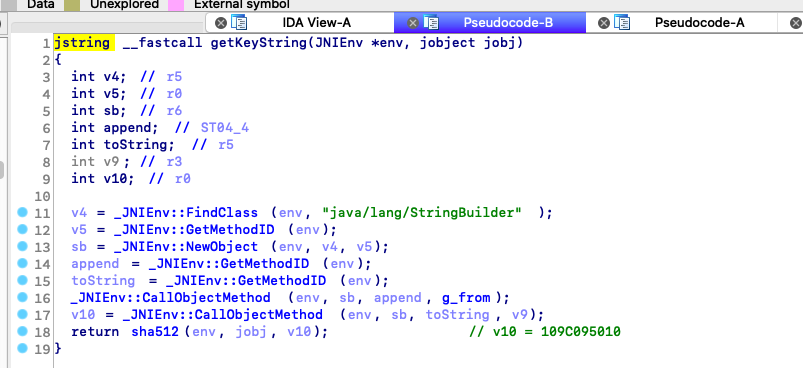 Data Unexplored External symbol
IDA View-A Pseudocode-B Pseudocode-A
1 jstring __fastcall getKeyString(JNIEnv *env, jobject jobj)
2 {
3 int v4; // r5
4 int v5; // r0
5 int sb; // r6
6 int append; // ST04_4
7 int toString; // r5
8 int v9; // r3
9 int v10; // r0
10
11 v4 = _JNIEnv::FindClass (env, "java/lang/StringBuilder" );
12 v5 = _JNIEnv::GetMethodID (env);
13 sb = _JNIEnv::NewObject (env, v4, v5);
14 append = _JNIEnv::GetMethodID (env);
15 toString = _JNIEnv::GetMethodID (env);
16 _JNIEnv::CallObjectMethod (env, sb, append, g_from);
17 v10 = _JNIEnv::CallObjectMethod (env, sb, toString, v9);
18 return sha512(env, jobj, v10); // v10 = 109C095010
19 }